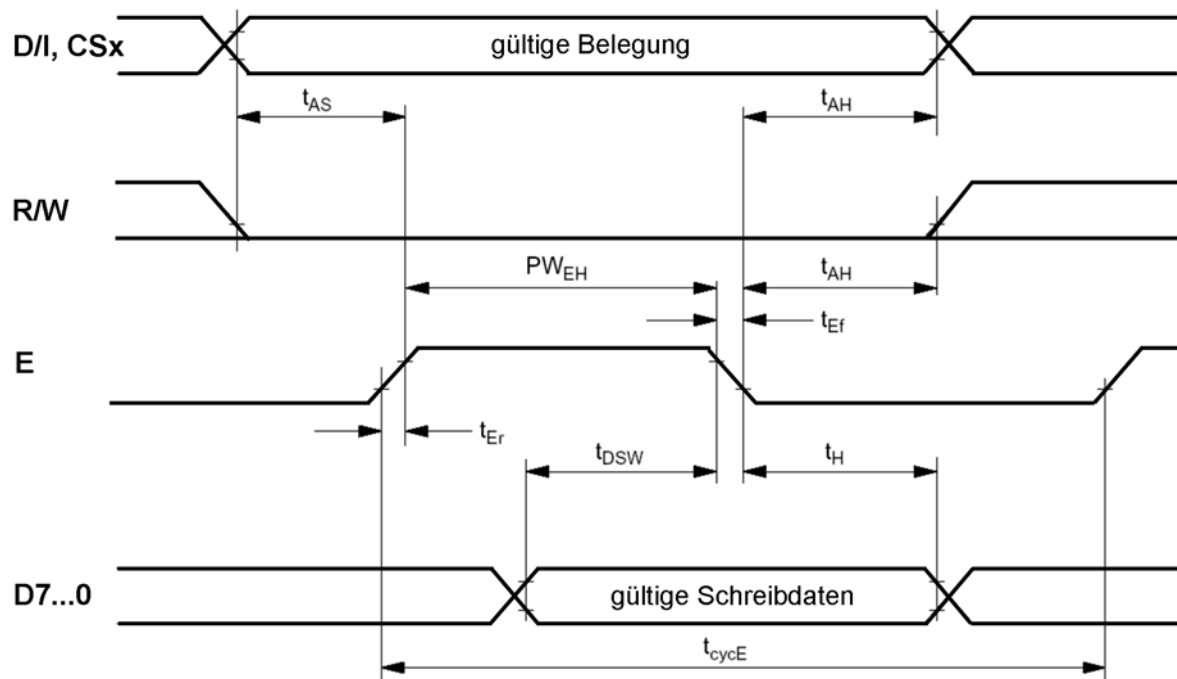 D/I, CSx
gültige Belegung
tAS
tAH
R/W
PWEH
tAH
tEf
E
tEr
tDSW
tH
D7...0
gültige Schreibdaten
tcycE